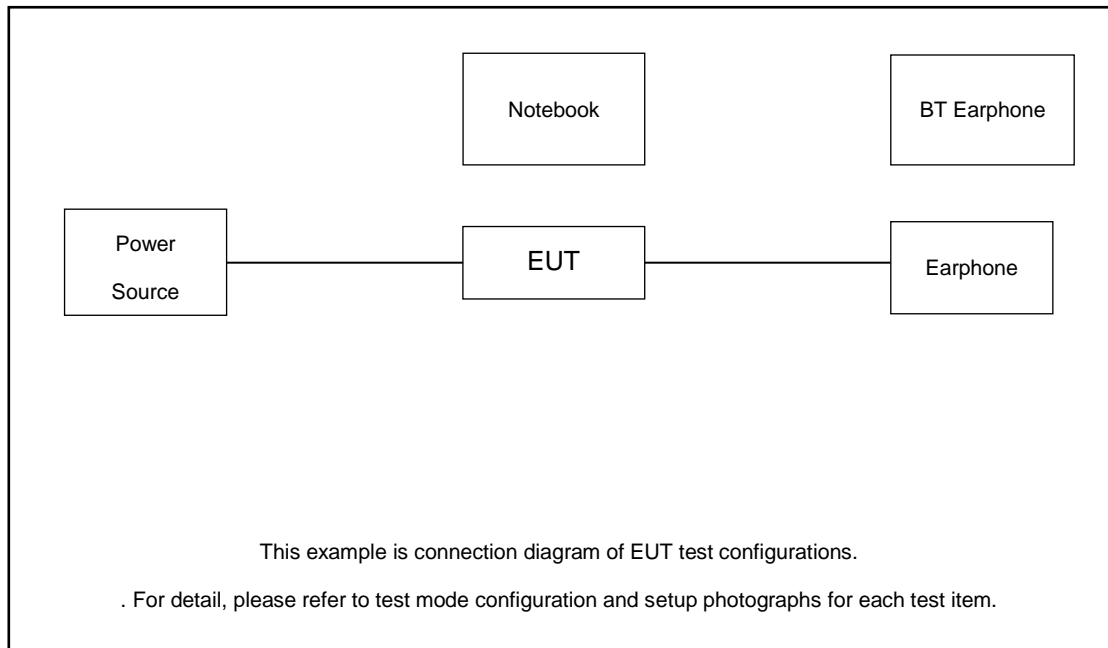 Notebook
BT Earphone
Power
Source
EUT
Earphone
This example is connection diagram of EUT test configurations.
. For detail, please refer to test mode configuration and setup photographs for each test item.